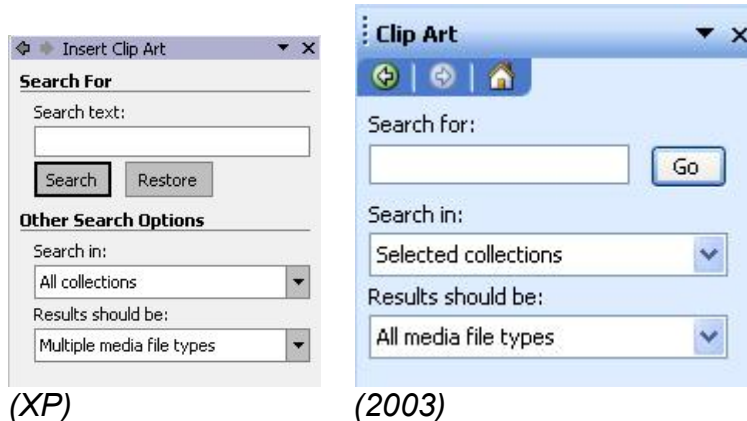 Insert Clip Art
Search For
Search text:
Search Restore
Other Search Options
Search in:
All collections
Results should be:
Multiple media file types
(XP)
Clip Art
Search for:
Go
Search in:
Selected collections
Results should be:
All media file types
(2003)